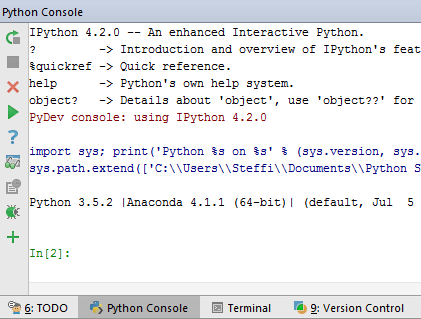 Python Console
IPython 4.2.0 -- An enhanced Interactive Python.
? -> Introduction and overview of IPython's feat
%quickref -> Quick reference.
help -> Python's own help system.
object? -> Details about 'object', use 'object??' for
PyDev console: using IPython 4.2.0
import sys; print('Python %s on %s' % (sys.version, sys.
sys.path.extend(['C:\\Users\\Steffi\\Documents\\Python S
Python 3.5.2 |Anaconda 4.1.1 (64-bit)| (default, Jul 5
In[2]:
6: TODO Python Console Terminal 9: Version Control